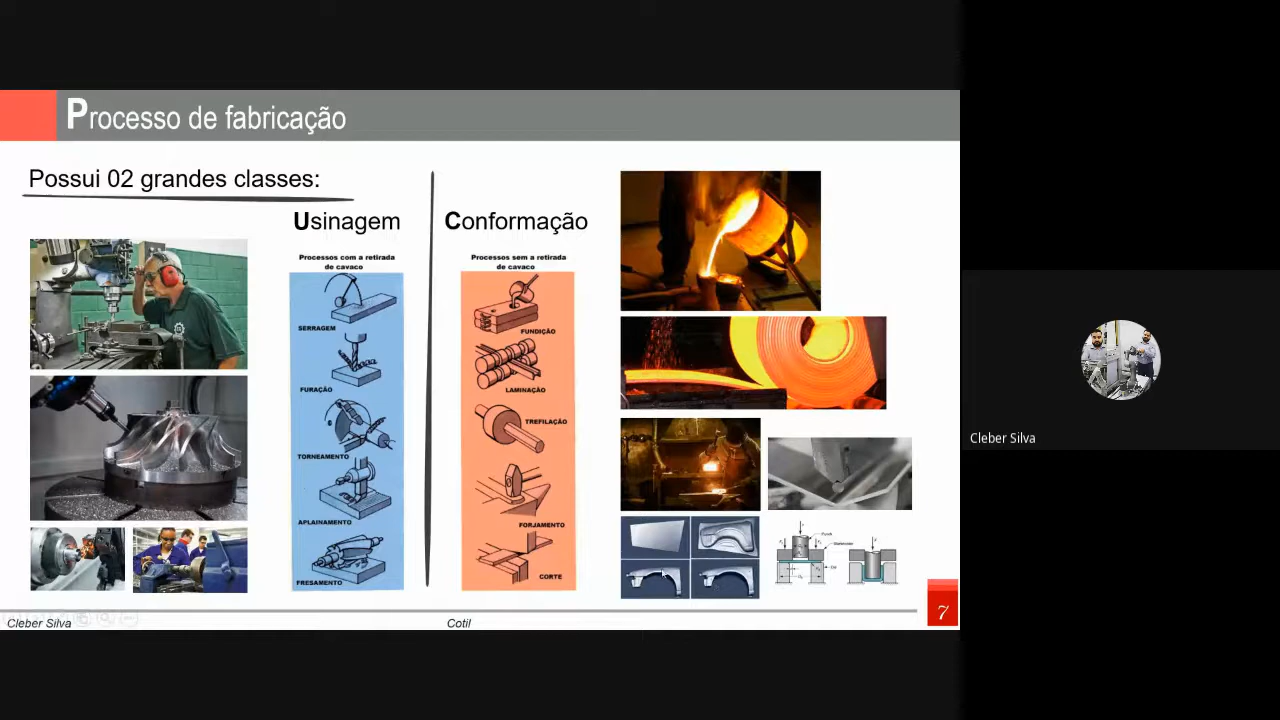 Processo de fabricação
Possui 02 grandes classes:
Usinagem
Processos com a retirada
de cavaco
SERRAGEM
FURAÇÃO
TORNEAMENTO
APLAINAMENTO
FRESAMENTO
Conformação
Processos sem a retirada
de cavaco
FUNDIÇÃO
LAMINAÇÃO
TREFILAÇÃO
FORJAMENTO
CORTE
Punch
Cleber Silva
Cotil
7
Cleber Silva